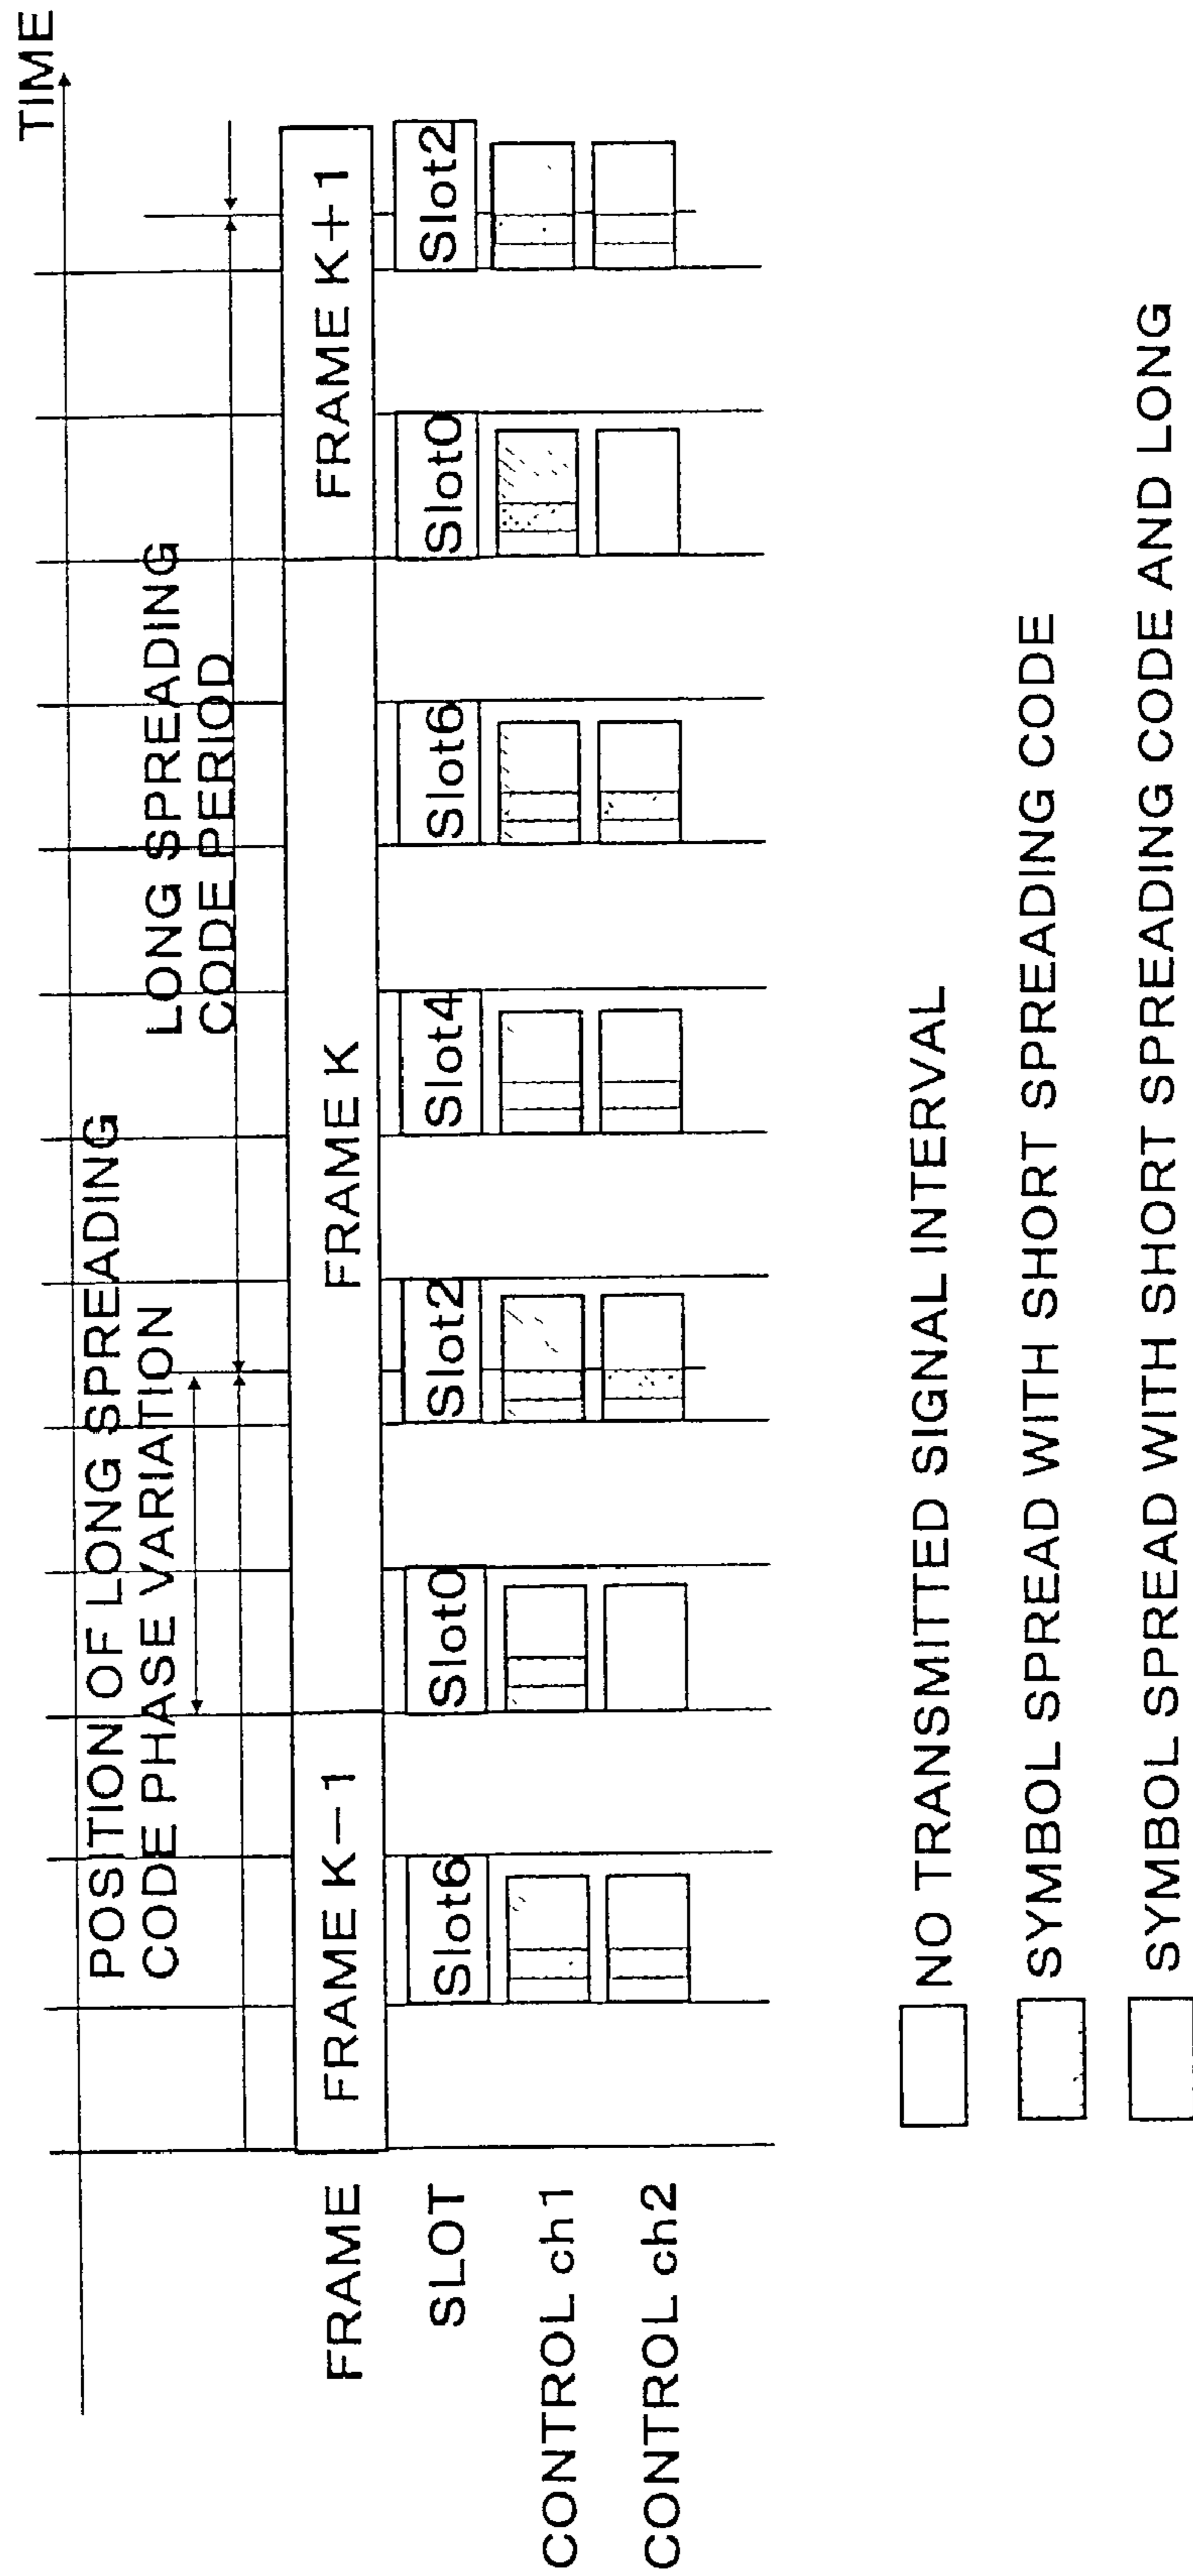 TIME
POSITION OF LONG SPREADING
CODE PHASE VARIATION
LONG SPREADING
CODE PERIOD
FRAME
FRAME K-1
FRAME K
FRAME K+1
SLOT
Slot6
Slot0
Slot2
Slot4
Slot6
Slot0
Slot2
CONTROL ch1
CONTROL ch2
NO TRANSMITTED SIGNAL INTERVAL
SYMBOL SPREAD WITH SHORT SPREADING CODE
SYMBOL SPREAD WITH SHORT SPREADING CODE AND LONG